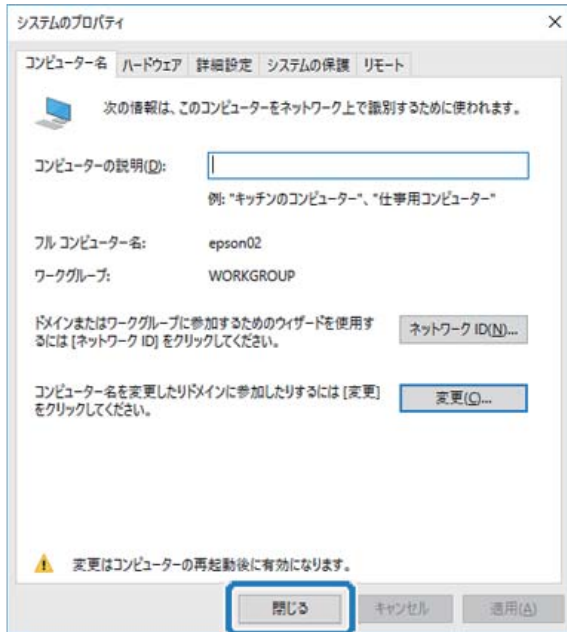 システムのプロパティ
コンピューター名 ハードウェア 詳細設定 システムの保護 リモート
次の情報は、このコンピューターをネットワーク上で識別するために使われます。
コンピューターの説明(D):
例: "キッチンのコンピューター"、"仕事用コンピューター"
フル コンピューター名: epson02
ワークグループ: WORKGROUP
ドメインまたはワークグループに参加するためのウィザードを使用す
るには [ネットワーク ID] をクリックしてください。
ネットワーク ID(N)...
コンピューター名を変更したりドメインに参加したりするには [変更]
をクリックしてください。
変更(C)...
変更はコンピューターの再起動後に有効になります。
閉じる キャンセル 適用(A)